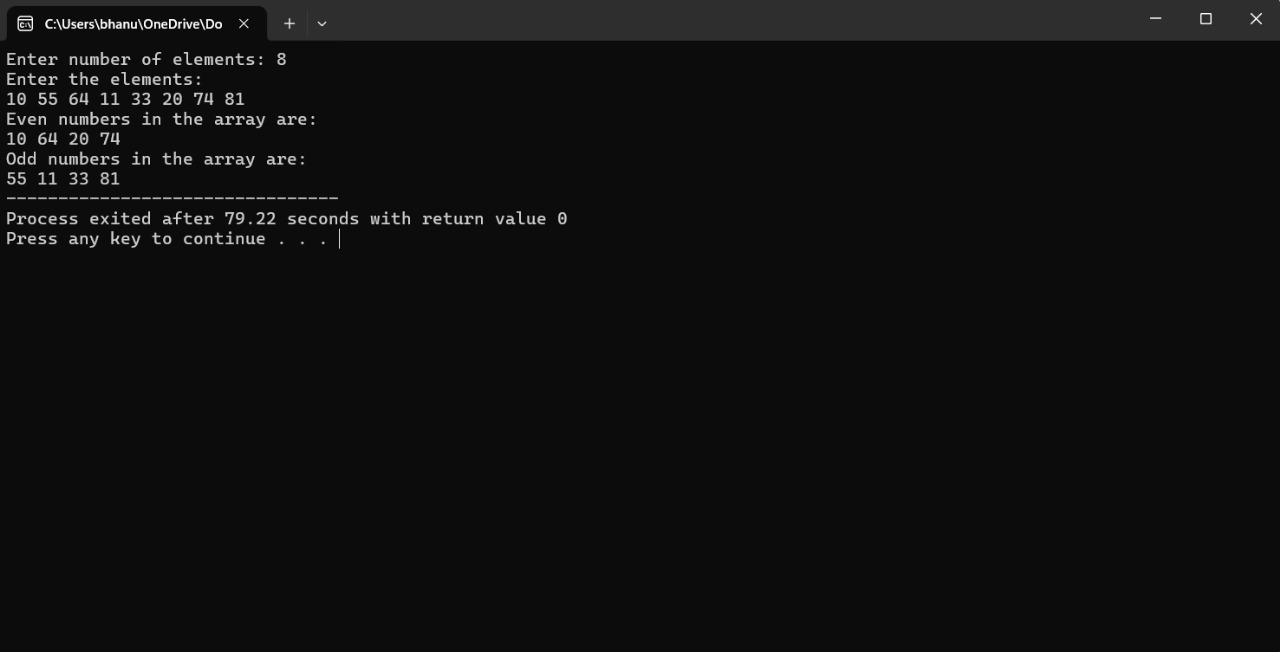 C:\Users\bhanu\OneDrive\Do
Enter number of elements: 8
Enter the elements:
10 55 64 11 33 20 74 81
Even numbers in the array are:
10 64 20 74
Odd numbers in the array are:
55 11 33 81
--------------------------------
Process exited after 79.22 seconds with return value 0
Press any key to continue . . .